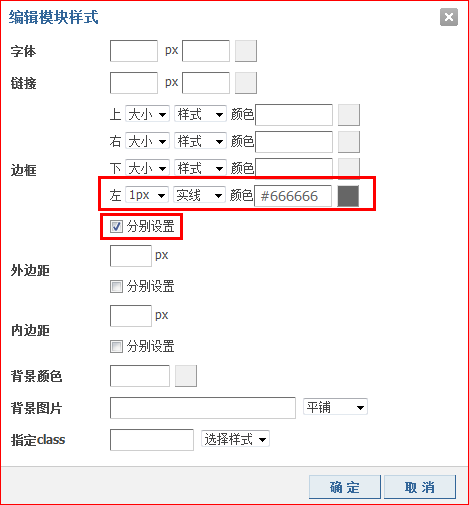 编辑模块样式
字体 px
链接 px
上 大小 样式 颜色
右 大小 样式 颜色
边框
下 大小 样式 颜色
左 1px 实线 颜色 #666666
分别设置
外边距 px
分别设置
内边距 px
分别设置
背景颜色
背景图片 平铺
指定class 选择样式
确定 取消